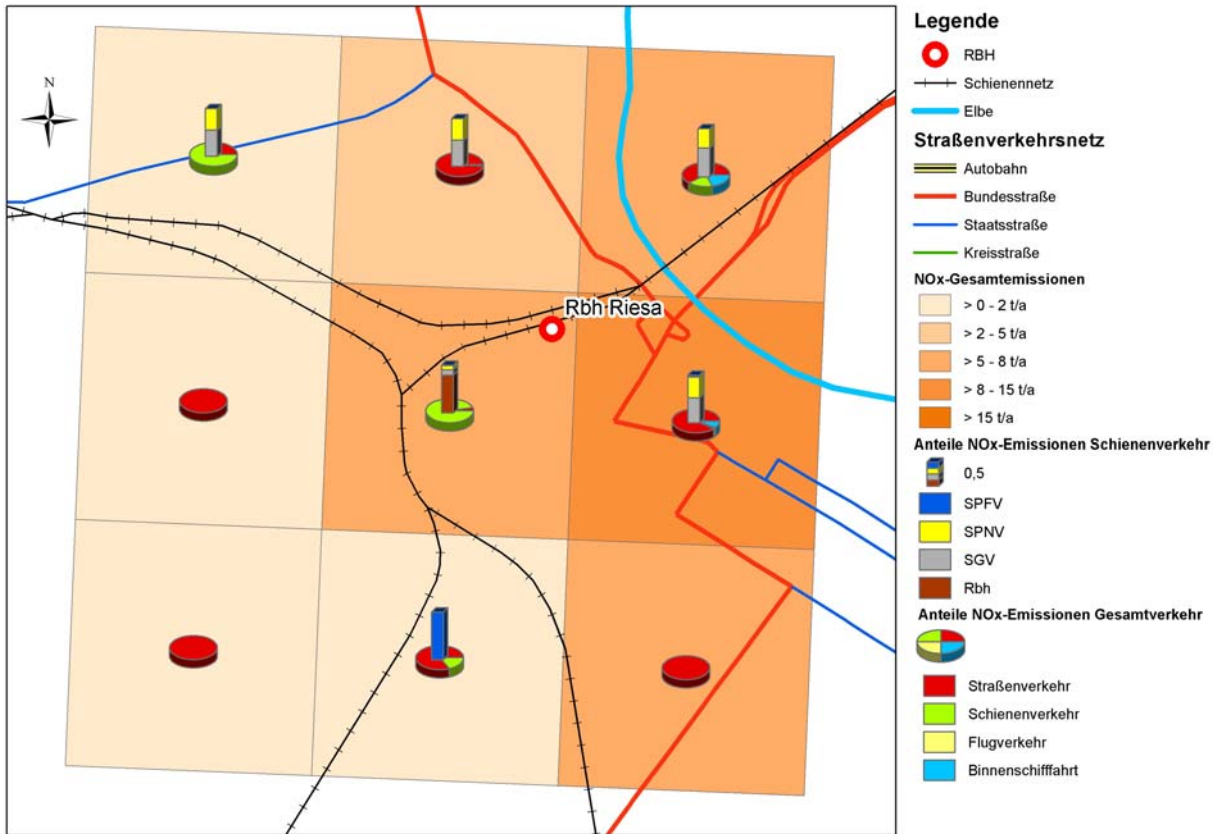 N
Rbh Riesa
Legende
RBH
Schienennetz
Elbe
Straßenverkehrsnetz
Autobahn
Bundesstraße
Staatsstraße
Kreisstraße
NOx-Gesamtemissionen
> 0 - 2 t/a
> 2 - 5 t/a
> 5 - 8 t/a
> 8 - 15 t/a
> 15 t/a
Anteile NOx-Emissionen Schienenverkehr
0,5
SPFV
SPNV
SGV
Rbh
Anteile NOx-Emissionen Gesamtverkehr
Straßenverkehr
Schienenverkehr
Flugverkehr
Binnenschifffahrt